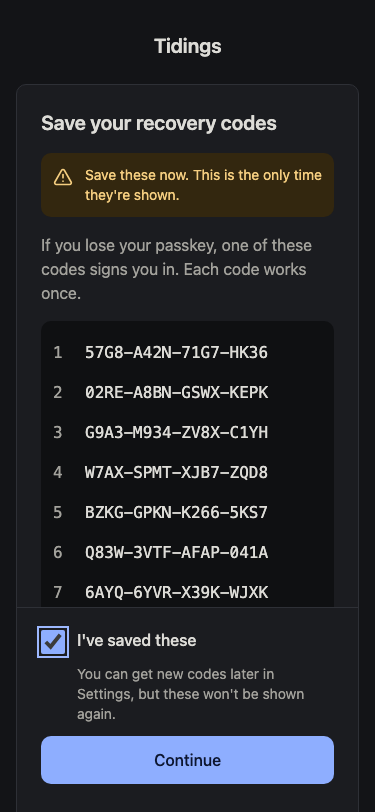 Tidings
Save your recovery codes
Save these now. This is the only time
they're shown.
If you lose your passkey, one of these
codes signs you in. Each code works
once.
1 57G8-A42N-71G7-HK36
2 02RE-A8BN-GSWX-KEPK
3 G9A3-M934-ZV8X-C1YH
4 W7AX-SPMT-XJB7-ZQD8
5 BZKG-GPKN-K266-5KS7
6 Q83W-3VTF-AFAP-041A
7 6AYQ-6YVR-X39K-WJXK
I've saved these
You can get new codes later in
Settings, but these won't be shown
again.
Continue